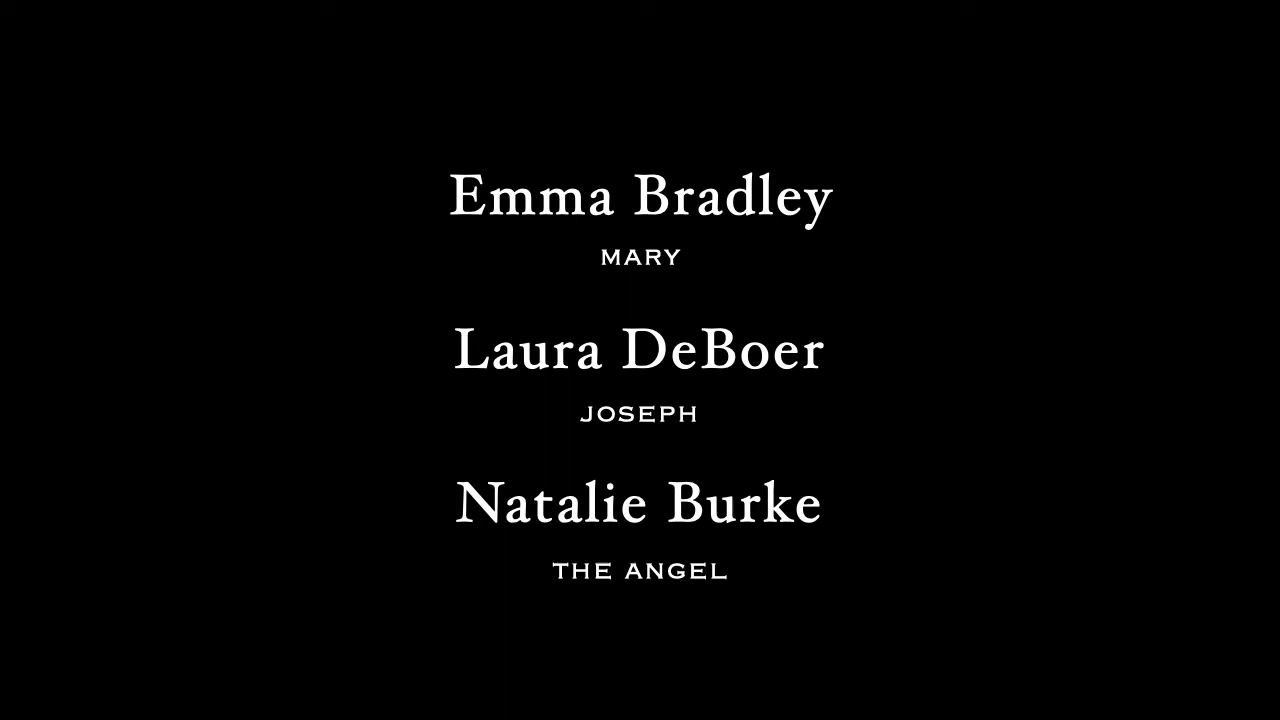 Emma Bradley
MARY
Laura DeBoer
JOSEPH
Natalie Burke
THE ANGEL